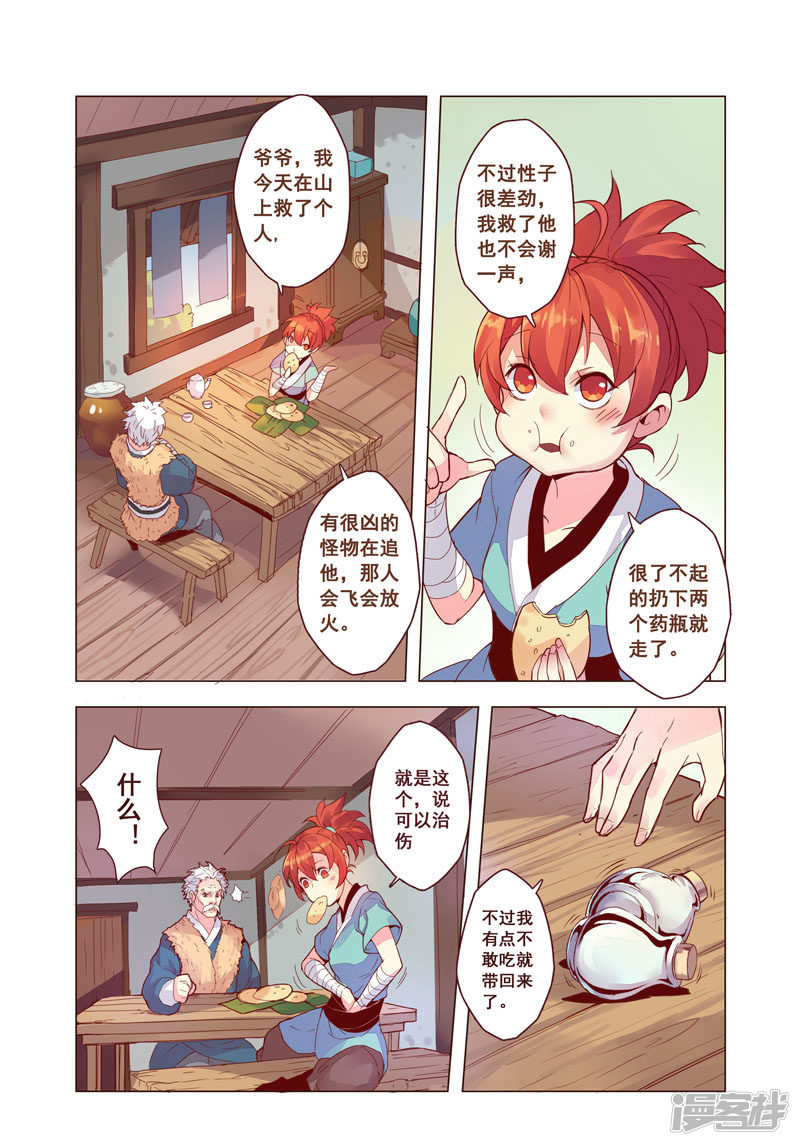 爷爷，我
今天在山
上救了个
人，
有很凶的
怪物在追
他，那人
会飞会放
火。
不过性子
很差劲，
我救了他
也不会谢
一声，
很了不起
的扔下两
个药瓶就
走了。
什么！
就是这
个，说
可以治
伤
不过我
有点不
敢吃就
带回来
了。
漫客栈